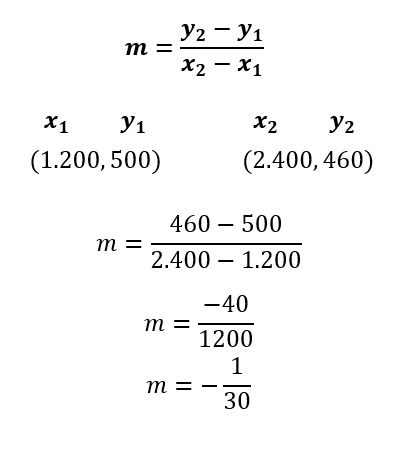 m = (y₂ − y₁)/(x₂ − x₁)
x₁ y₁ x₂ y₂
(1.200, 500) (2.400, 460)
m = (460 − 500)/(2.400 − 1.200)
m = −40/1200
m = −1/30